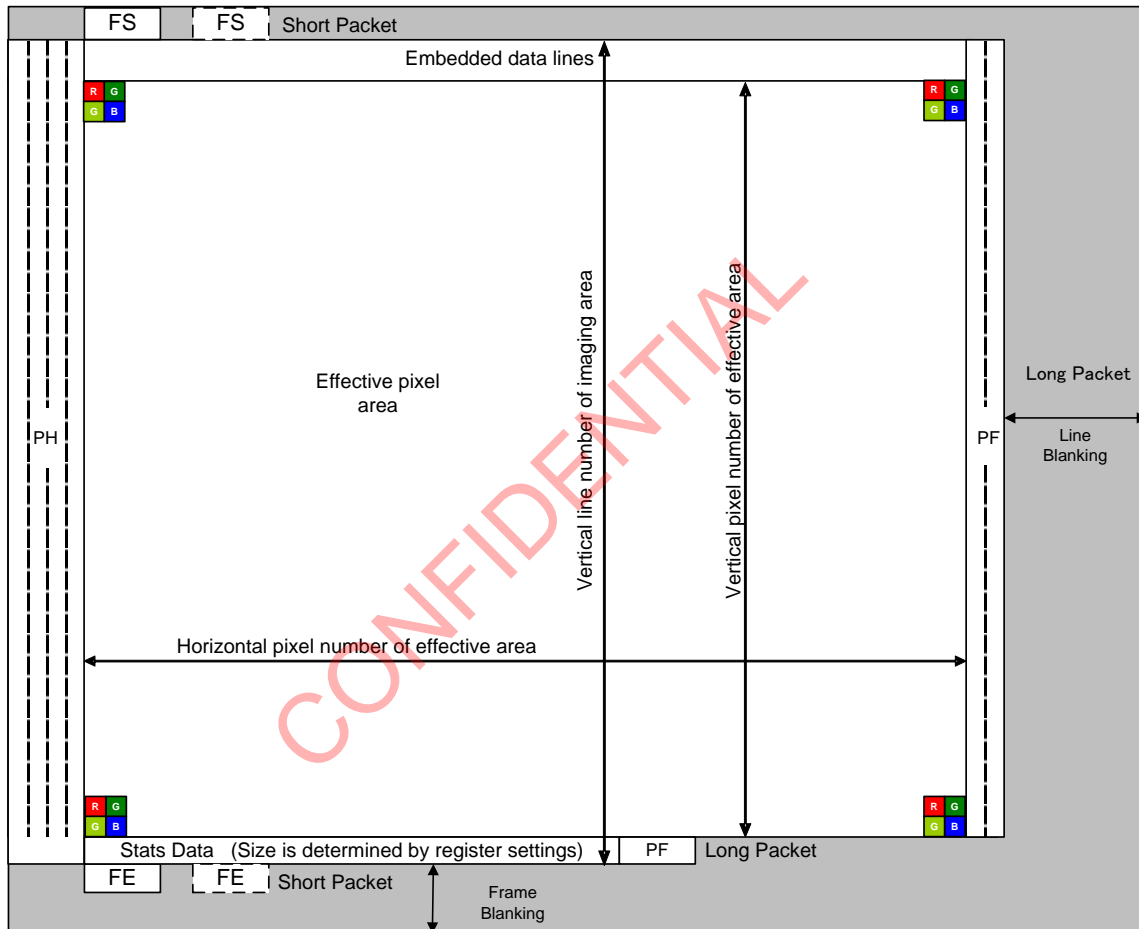 FS FS Short Packet
Embedded data lines
R G R G
G B G B
Effective pixel
area
Vertical line number of imaging area
Vertical pixel number of effective area
Long Packet
PH PF
Line
Blanking
CONFIDENTIAL
Horizontal pixel number of effective area
R G R G
G B G B
Stats Data (Size is determined by register settings) PF Long Packet
FE FE Short Packet
Frame
Blanking